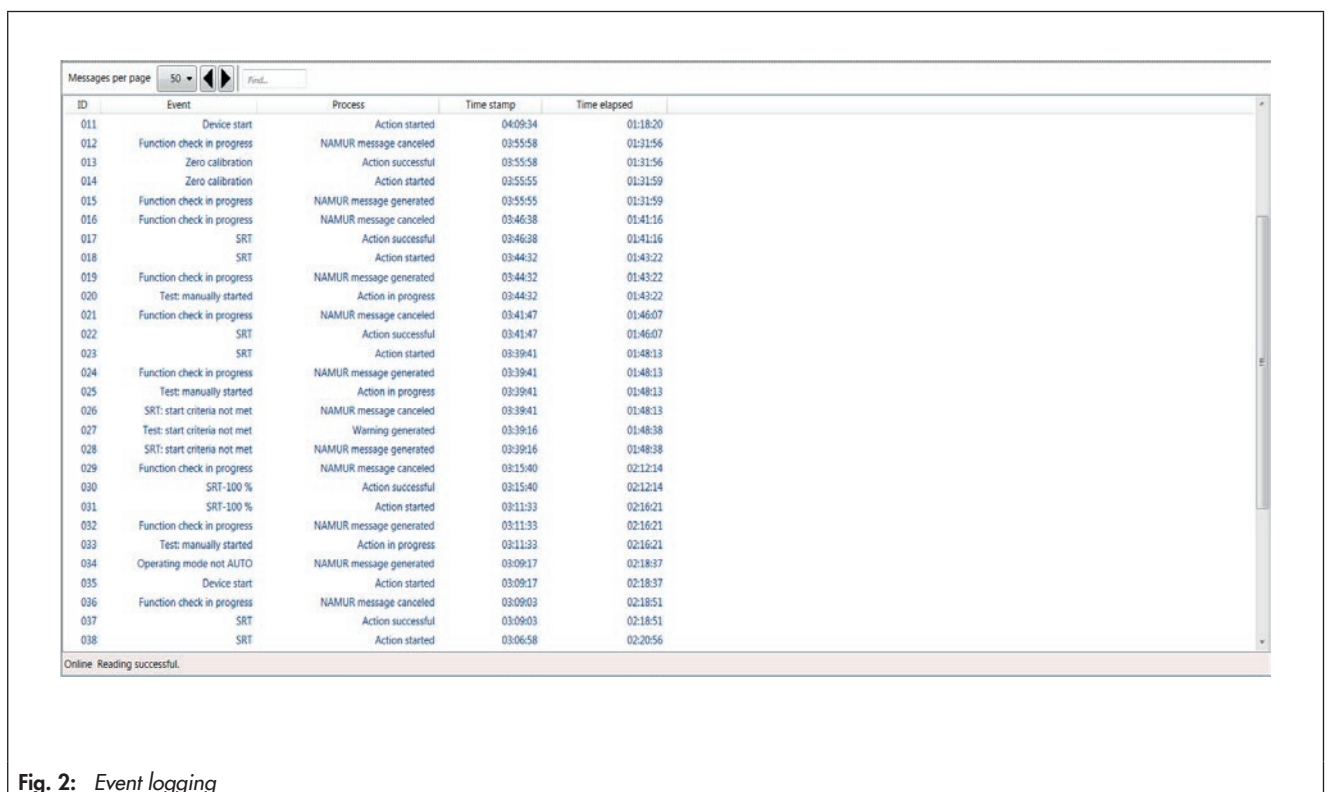 Messages per page 50 Find...
ID Event Process Time stamp Time elapsed
011 Device start Action started 04:09:34 01:18:20
012 Function check in progress NAMUR message canceled 03:55:58 01:31:56
013 Zero calibration Action successful 03:55:58 01:31:56
014 Zero calibration Action started 03:55:55 01:31:59
015 Function check in progress NAMUR message generated 03:55:55 01:31:59
016 Function check in progress NAMUR message canceled 03:46:38 01:41:16
017 SRT Action successful 03:46:38 01:41:16
018 SRT Action started 03:44:32 01:43:22
019 Function check in progress NAMUR message generated 03:44:32 01:43:22
020 Test: manually started Action in progress 03:44:32 01:43:22
021 Function check in progress NAMUR message canceled 03:41:47 01:46:07
022 SRT Action successful 03:41:47 01:46:07
023 SRT Action started 03:39:41 01:48:13
024 Function check in progress NAMUR message generated 03:39:41 01:48:13
025 Test: manually started Action in progress 03:39:41 01:48:13
026 SRT: start criteria not met NAMUR message canceled 03:39:41 01:48:13
027 Test: start criteria not met Warning generated 03:39:16 01:48:38
028 SRT: start criteria not met NAMUR message generated 03:39:16 01:48:38
029 Function check in progress NAMUR message canceled 03:15:40 02:12:14
030 SRT-100 % Action successful 03:15:40 02:12:14
031 SRT-100 % Action started 03:11:33 02:16:21
032 Function check in progress NAMUR message generated 03:11:33 02:16:21
033 Test: manually started Action in progress 03:11:33 02:16:21
034 Operating mode not AUTO NAMUR message generated 03:09:17 02:18:37
035 Device start Action started 03:09:17 02:18:37
036 Function check in progress NAMUR message canceled 03:09:03 02:18:51
037 SRT Action successful 03:09:03 02:18:51
038 SRT Action started 03:06:58 02:20:56
Online Reading successful.
Fig. 2: Event logging